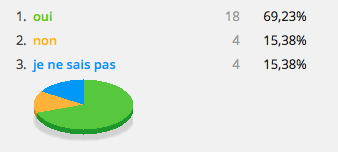 1. oui 18 69,23%
2. non 4 15,38%
3. je ne sais pas 4 15,38%